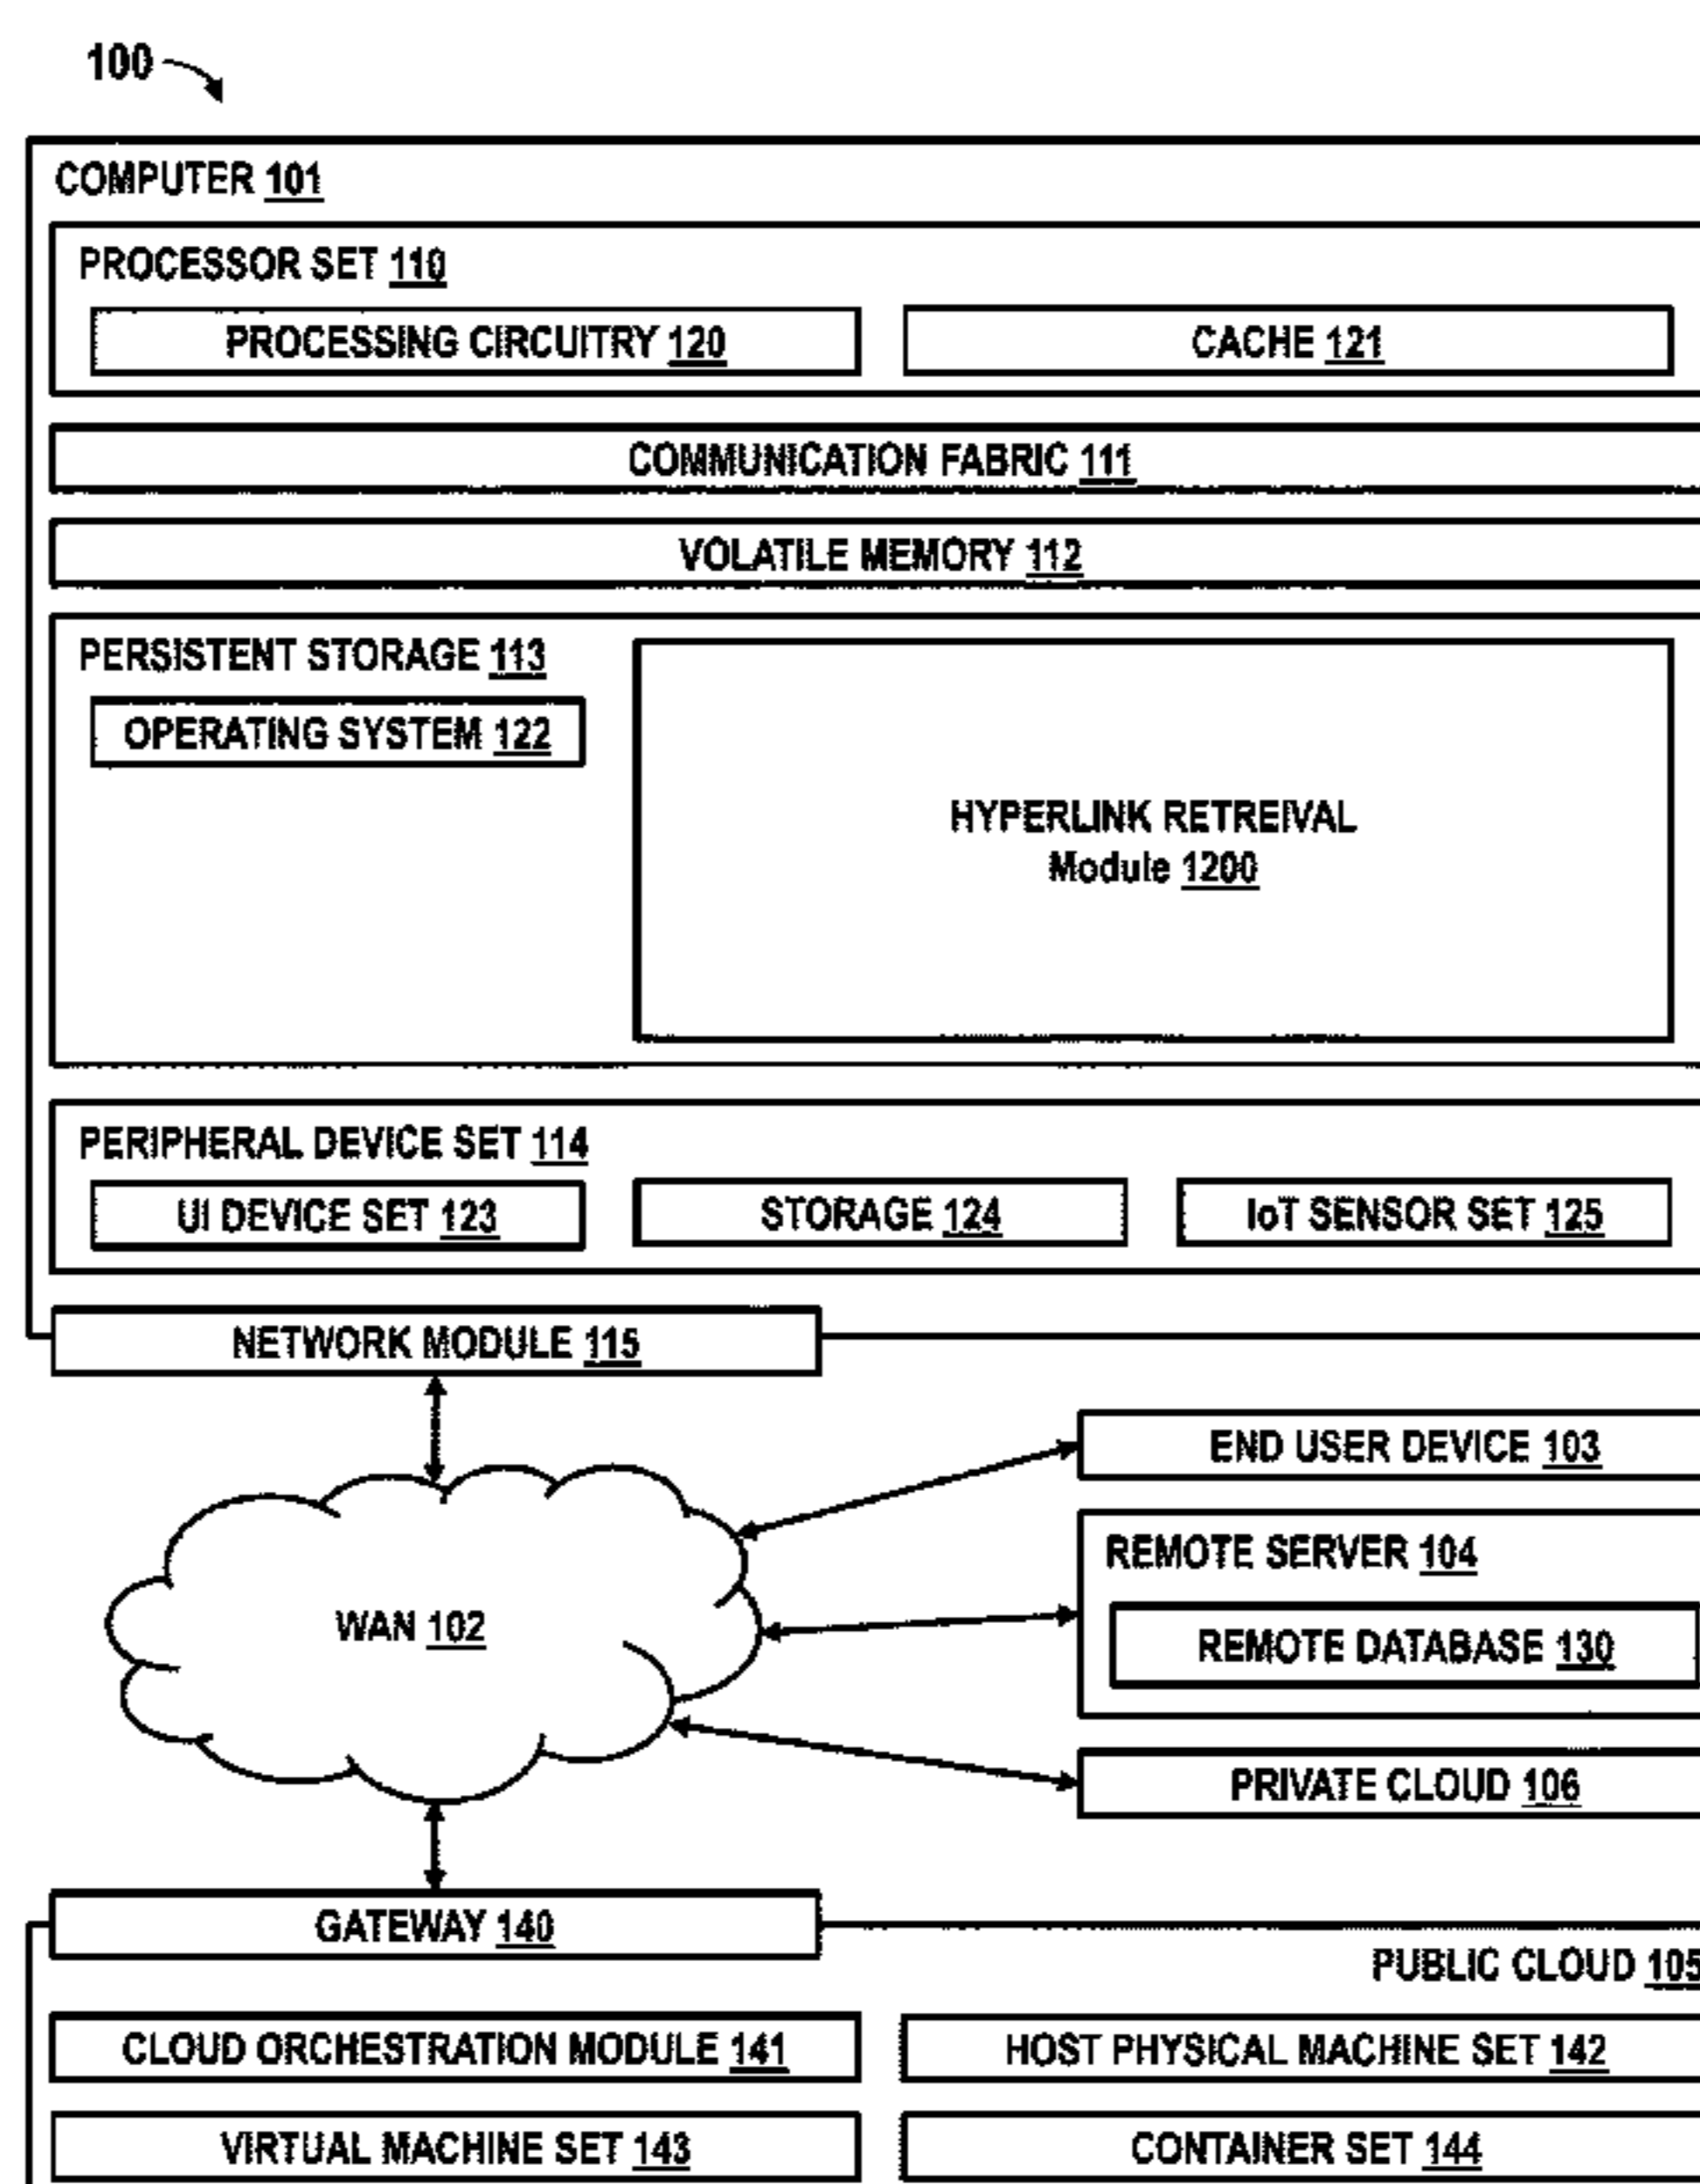 100
COMPUTER 101
PROCESSOR SET 110
PROCESSING CIRCUITRY 120
CACHE 121
COMMUNICATION FABRIC 111
VOLATILE MEMORY 112
PERSISTENT STORAGE 113
OPERATING SYSTEM 122
HYPERLINK RETREIVAL
Module 1200
PERIPHERAL DEVICE SET 114
UI DEVICE SET 123
STORAGE 124
IoT SENSOR SET 125
NETWORK MODULE 115
END USER DEVICE 103
REMOTE SERVER 104
WAN 102
REMOTE DATABASE 130
PRIVATE CLOUD 106
GATEWAY 140
PUBLIC CLOUD 105
CLOUD ORCHESTRATION MODULE 141
HOST PHYSICAL MACHINE SET 142
VIRTUAL MACHINE SET 143
CONTAINER SET 144